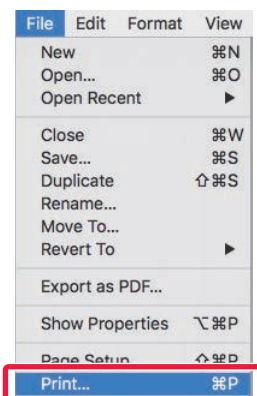 File Edit Format View
New ⌘N
Open... ⌘O
Open Recent ▶
Close ⌘W
Save... ⌘S
Duplicate ⇧⌘S
Rename...
Move To...
Revert To ▶
Export as PDF...
Show Properties ⌥⌘P
Page Setup ⇧⌘P
Print... ⌘P